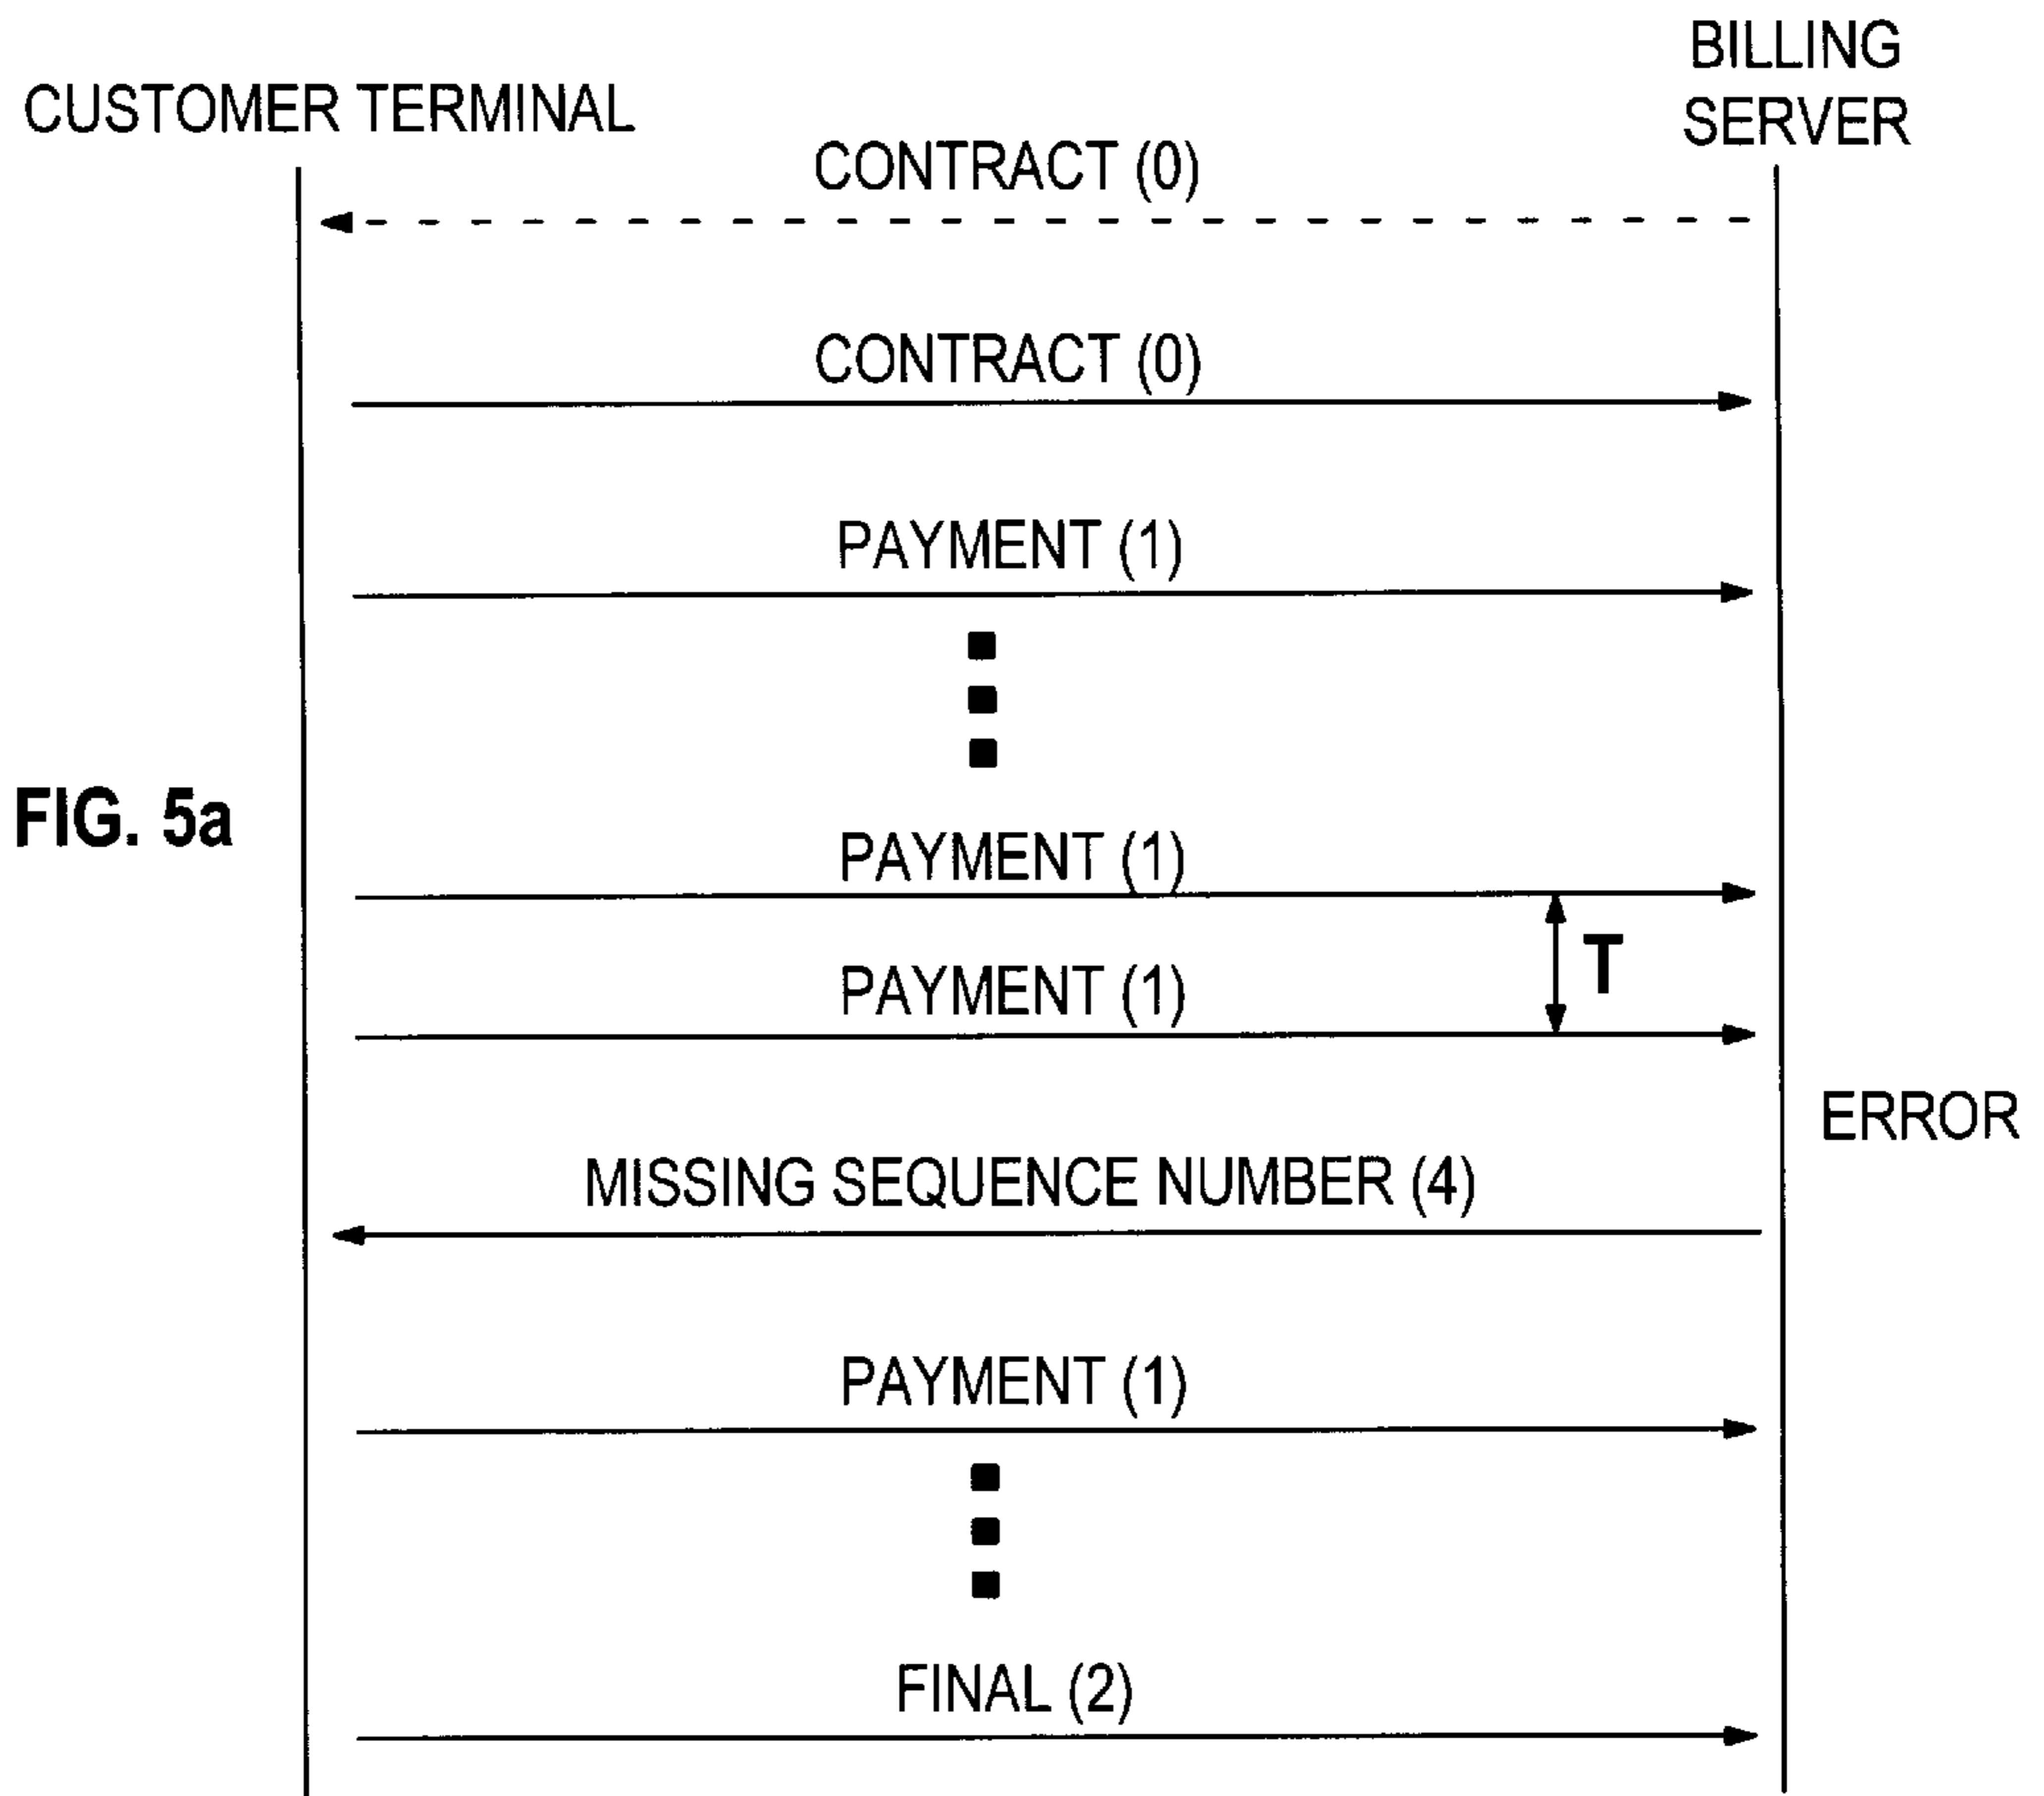 BILLING
SERVER
CUSTOMER TERMINAL
CONTRACT (0)
CONTRACT (0)
PAYMENT (1)
FIG. 5a
PAYMENT (1)
T
PAYMENT (1)
ERROR
MISSING SEQUENCE NUMBER (4)
PAYMENT (1)
FINAL (2)